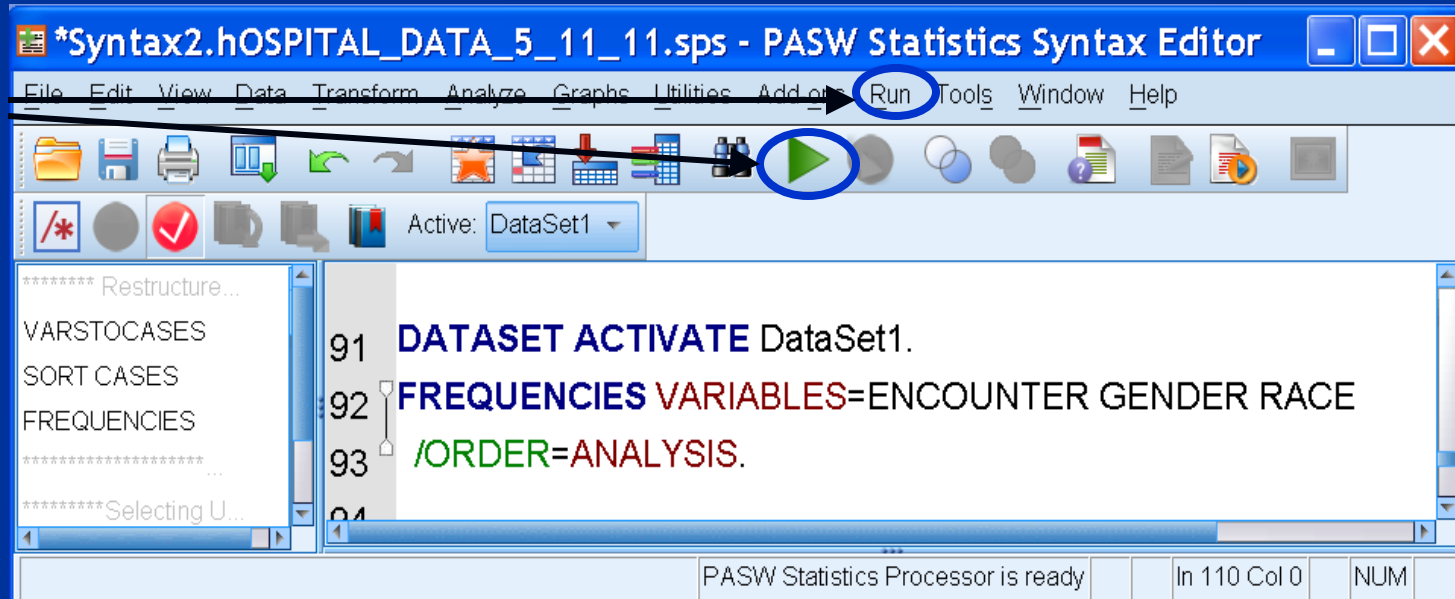 *Syntax2.hOSPITAL_DATA_5_11_11.sps - PASW Statistics Syntax Editor
File Edit View Data Transform Analyze Graphs Utilities Add-ons Run Tools Window Help
/*
Active: DataSet1
******** Restructure...
VARSTOCASES
SORT CASES
FREQUENCIES
********************...
*********Selecting U...
91 DATASET ACTIVATE DataSet1.
92 FREQUENCIES VARIABLES=ENCOUNTER GENDER RACE
93 /ORDER=ANALYSIS.
94
PASW Statistics Processor is ready In 110 Col 0 NUM